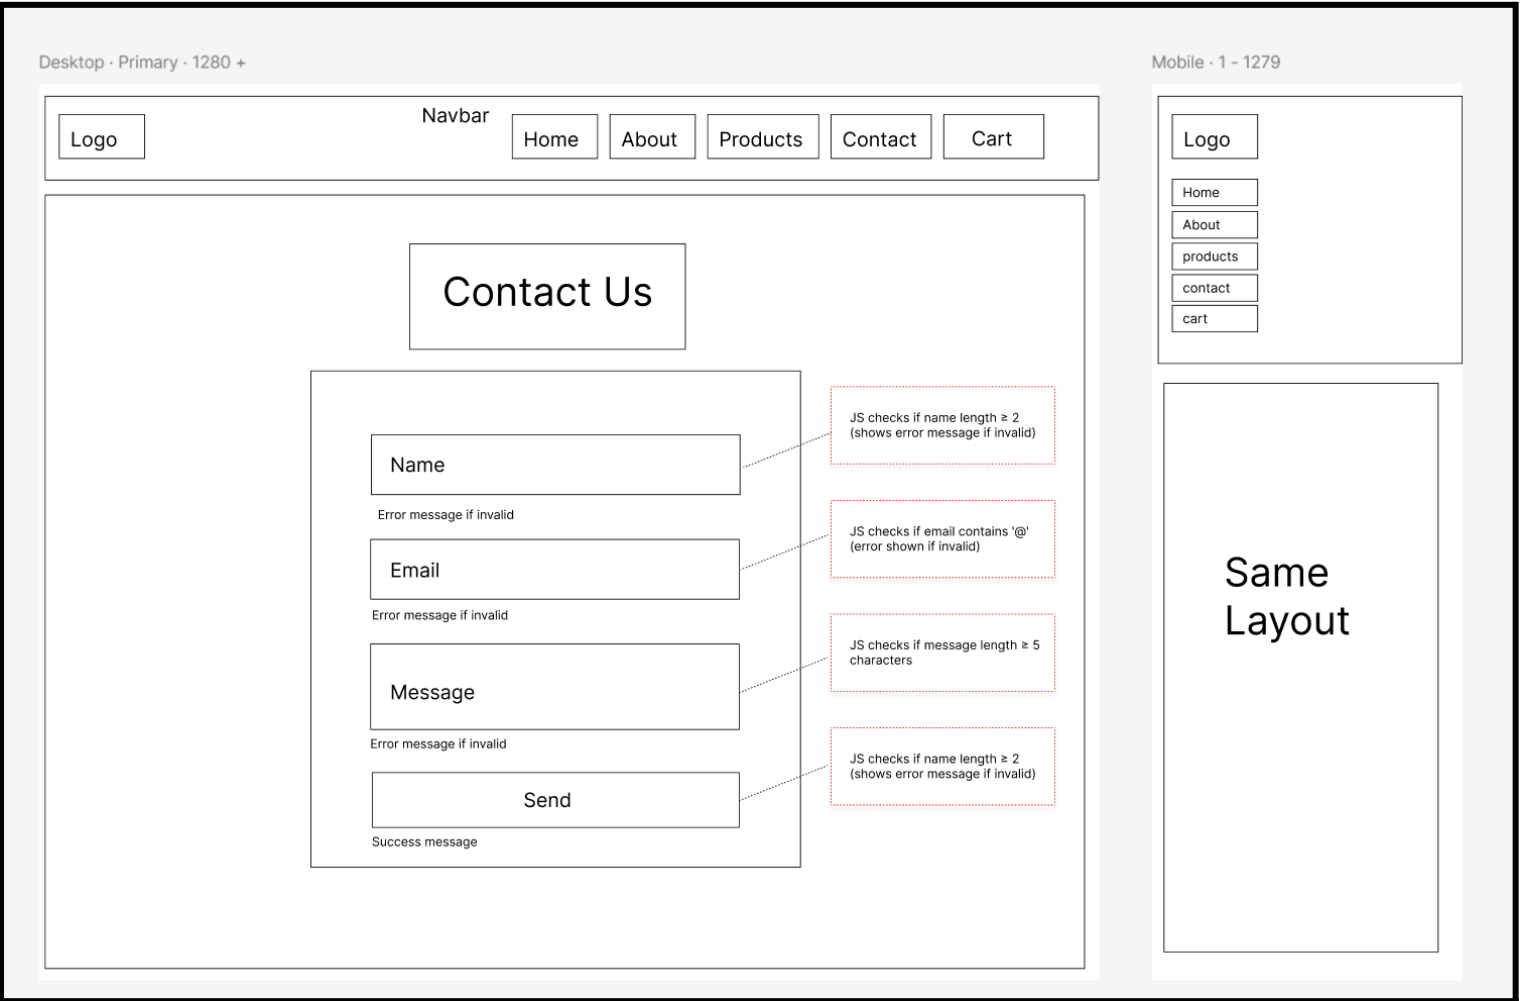 Desktop · Primary · 1280 +
Navbar
Logo
Home
About
Products
Contact
Cart
Contact Us
Name
Error message if invalid
Email
Error message if invalid
Message
Error message if invalid
Send
Success message
JS checks if name length ≥ 2
(shows error message if invalid)
JS checks if email contains '@'
(error shown if invalid)
JS checks if message length ≥ 5
characters
JS checks if name length ≥ 2
(shows error message if invalid)
Mobile · 1 - 1279
Logo
Home
About
products
contact
cart
Same
Layout